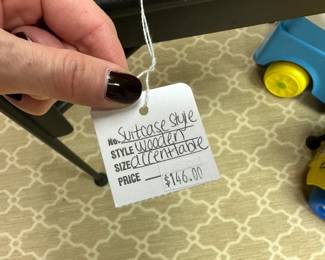 No. Suitcase Style
STYLE wooden
SIZE accent table
PRICE — $146.00